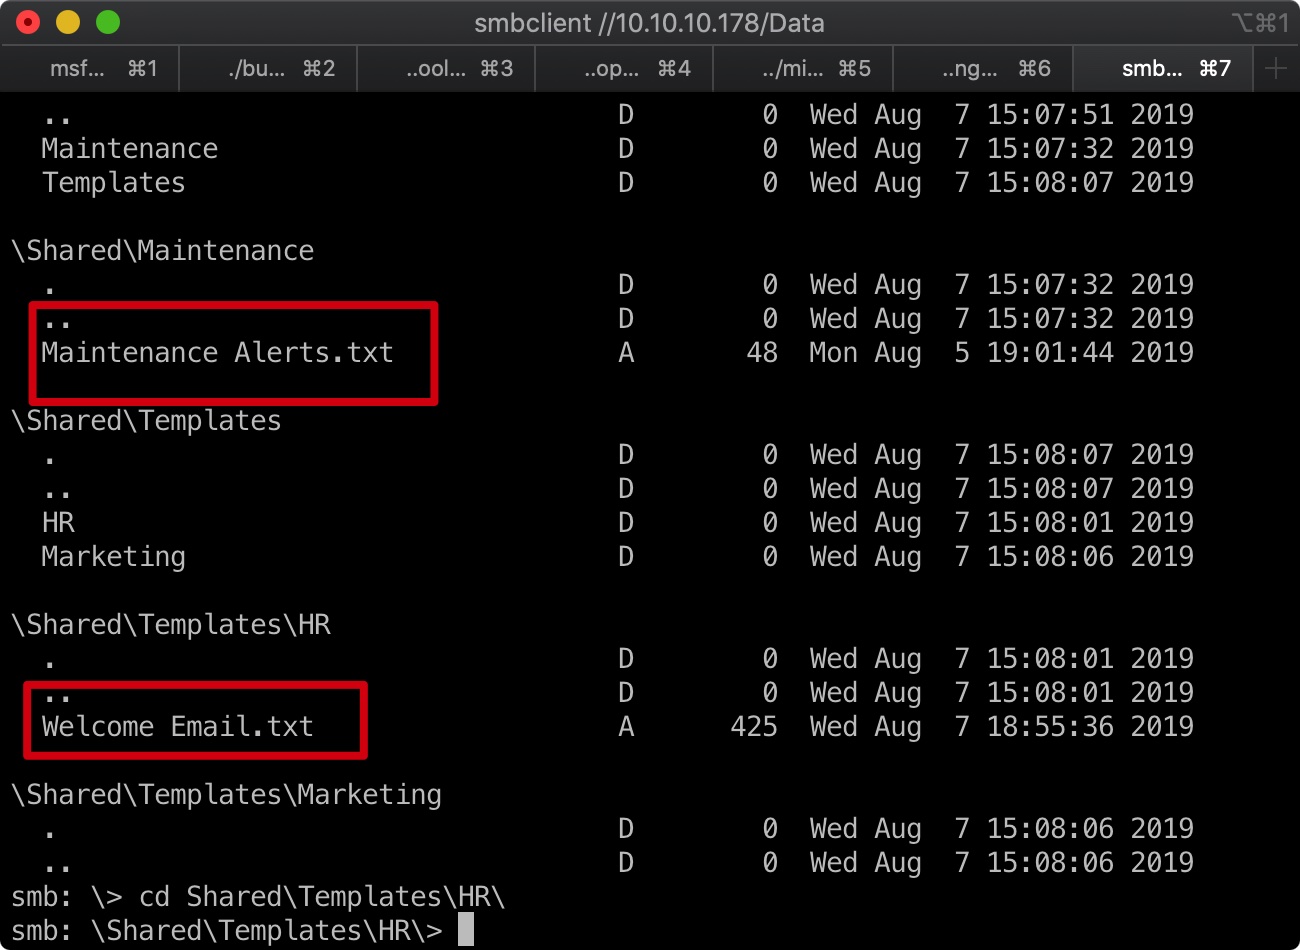 smbclient //10.10.10.178/Data ⌥⌘1
msf... ⌘1 ./bu... ⌘2 ..ool... ⌘3 ..op... ⌘4 ../mi... ⌘5 ..ng... ⌘6 smb... ⌘7 +
.. D 0 Wed Aug 7 15:07:51 2019
Maintenance D 0 Wed Aug 7 15:07:32 2019
Templates D 0 Wed Aug 7 15:08:07 2019
\Shared\Maintenance
. D 0 Wed Aug 7 15:07:32 2019
.. D 0 Wed Aug 7 15:07:32 2019
Maintenance Alerts.txt A 48 Mon Aug 5 19:01:44 2019
\Shared\Templates
. D 0 Wed Aug 7 15:08:07 2019
.. D 0 Wed Aug 7 15:08:07 2019
HR D 0 Wed Aug 7 15:08:01 2019
Marketing D 0 Wed Aug 7 15:08:06 2019
\Shared\Templates\HR
. D 0 Wed Aug 7 15:08:01 2019
.. D 0 Wed Aug 7 15:08:01 2019
Welcome Email.txt A 425 Wed Aug 7 18:55:36 2019
\Shared\Templates\Marketing
. D 0 Wed Aug 7 15:08:06 2019
.. D 0 Wed Aug 7 15:08:06 2019
smb: \> cd Shared\Templates\HR\
smb: \Shared\Templates\HR\>